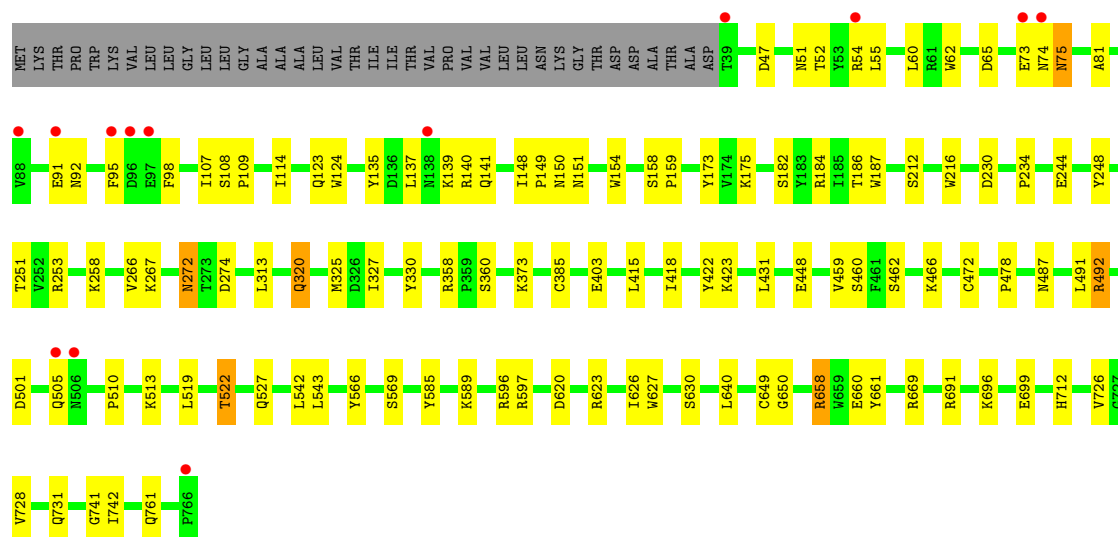 MET LYS THR PRO TRP LYS VAL LEU LEU GLY LEU LEU GLY ALA ALA ALA LEU VAL THR ILE ILE THR VAL PRO VAL VAL LEU LEU ASN LYS GLY THR ASP ASP ALA THR ALA ASP T39 D47 N51 T52 Y53 R54 L55 L60 R61 W62 D65 E73 N74 N75 A81
V88 E91 N92 F95 D96 E97 F98 I107 S108 P109 I114 Q123 W124 Y135 D136 L137 N138 K139 R140 Q141 I148 P149 N150 N151 W154 S158 P159 Y173 V174 K175 S182 Y183 R184 I185 T186 W187 S212 W216 D230 P234 E244 Y248
T251 V252 R253 K258 V266 K267 N272 T273 D274 L313 Q320 M325 D326 I327 Y330 R358 P359 S360 K373 C385 E403 L415 I418 Y422 K423 L431 E448 V459 S460 F461 S462 K466 C472 P478 N487 L491 R492
D501 Q505 N506 P510 K513 L519 T522 Q527 L542 L543 Y566 S569 Y585 K589 R596 R597 D620 R623 I626 W627 S630 L640 C649 G650 R658 W659 E660 Y661 R669 R691 K696 E699 H712 V726
V728 Q731 G741 I742 Q761 P766